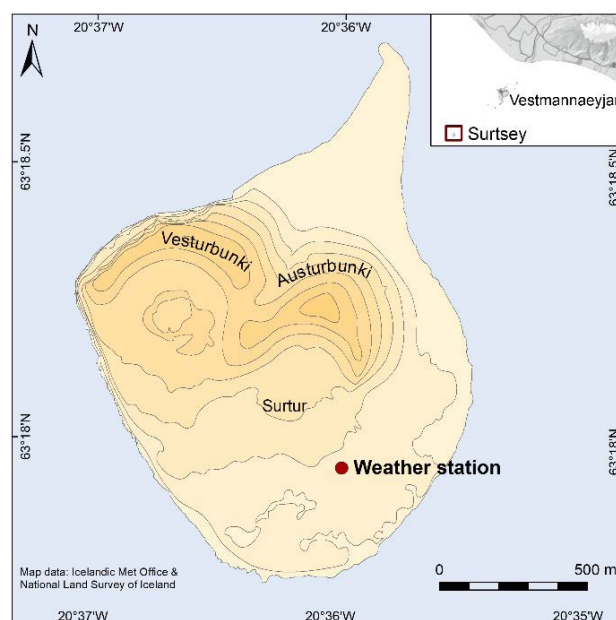 20°37'W
20°36'W
N
Vestmannaeyjar
Surtsey
63°18.5'N
63°18.5'N
Vesturbunki
Austurbunki
Surtur
63°18'N
63°18'N
Weather station
Map data: Icelandic Met Office &
National Land Survey of Iceland
0
500 m
20°37'W
20°36'W
20°35'W